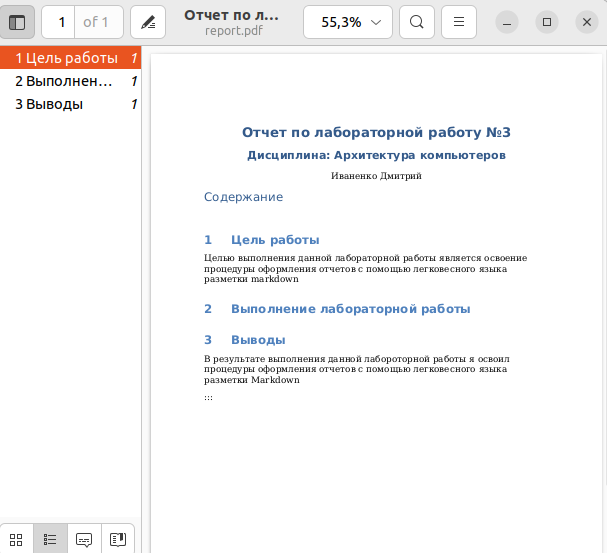 Отчет по л...
report.pdf
1 of 1
55,3%
1 Цель работы 1
2 Выполнен... 1
3 Выводы 1
Отчет по лабораторной работу №3
Дисциплина: Архитектура компьютеров
Иваненко Дмитрий
Содержание
1 Цель работы
Целью выполнения данной лабораторной работы является освоение
процедуры оформления отчетов с помощью легковесного языка
разметки markdown
2 Выполнение лабораторной работы
3 Выводы
В результате выполнения данной лабороторной работы я освоил
процедуры оформления отчетов с помощью легковесного языка
разметки Markdown
:::